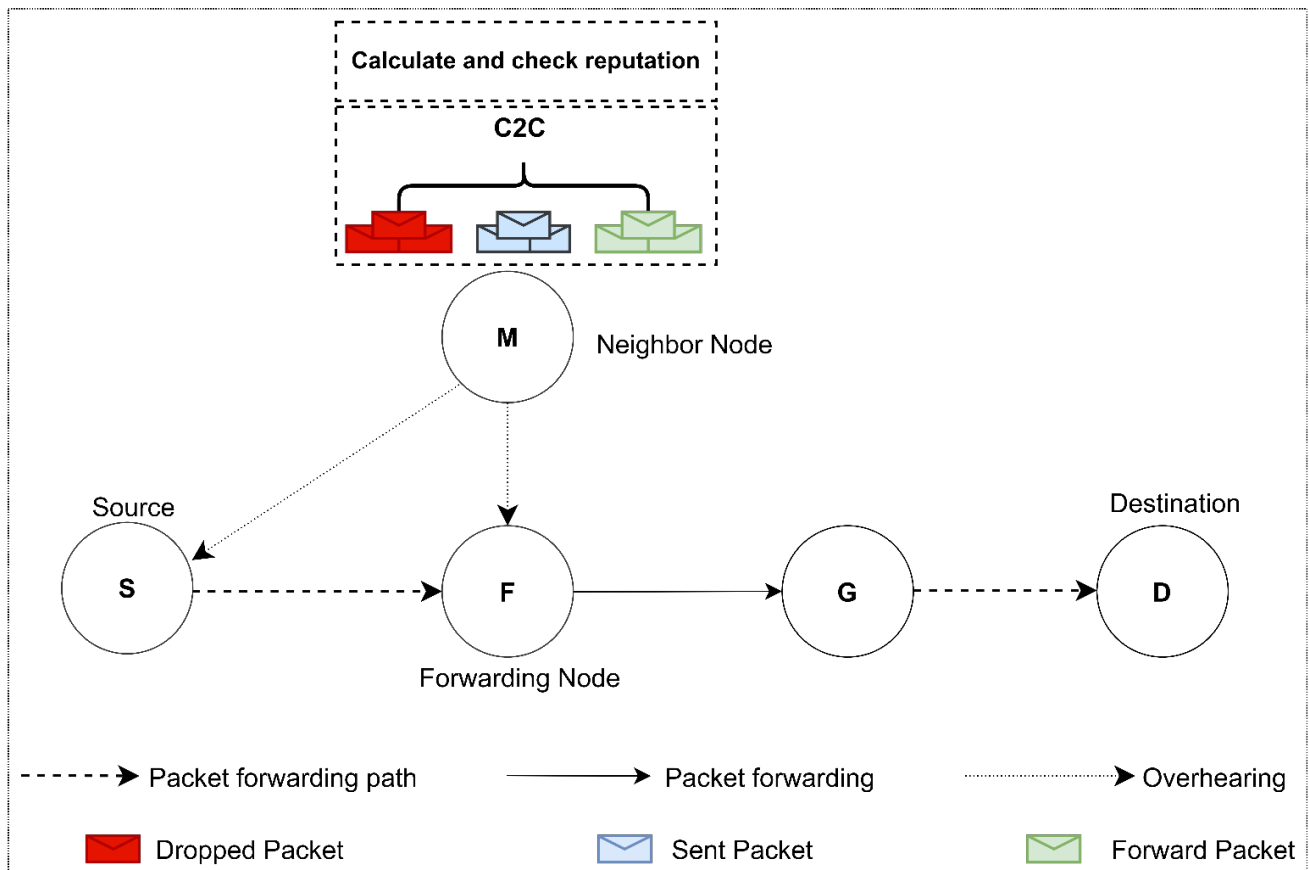 Calculate and check reputation
C2C
M
Neighbor Node
Source
Destination
S
F
G
D
Forwarding Node
Packet forwarding path
Packet forwarding
Overhearing
Dropped Packet
Sent Packet
Forward Packet